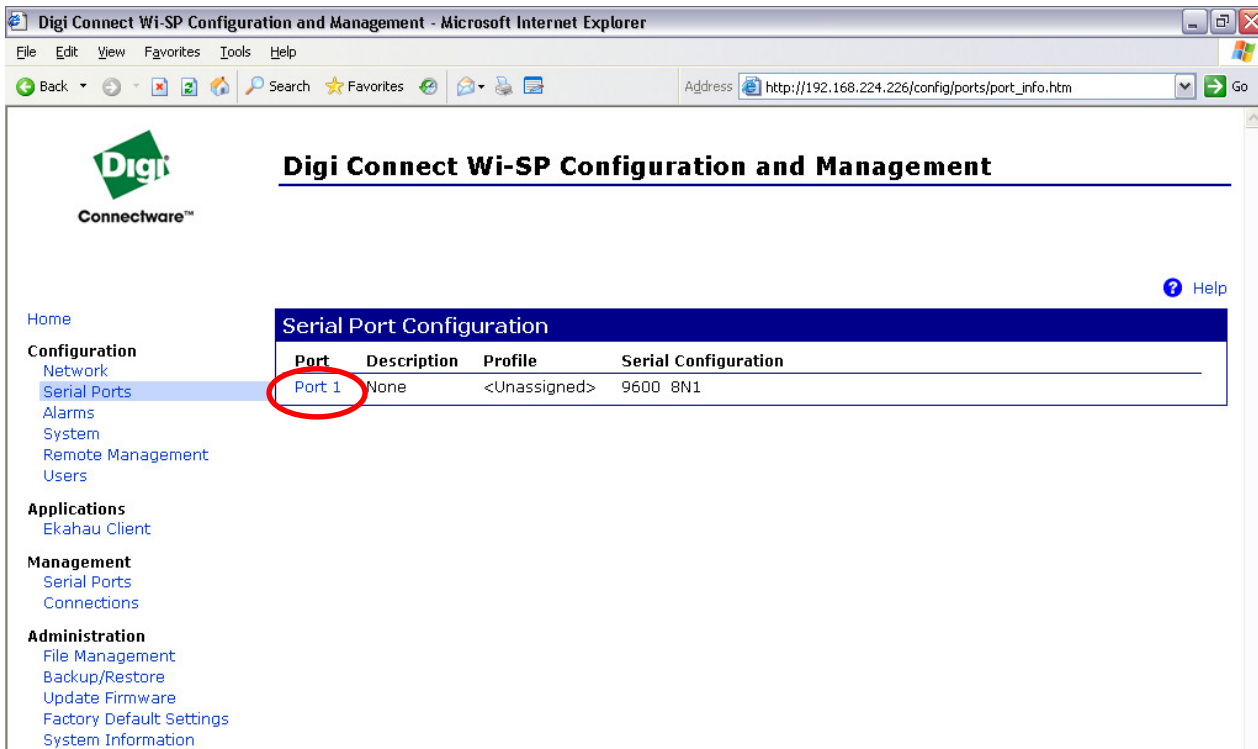 Digi Connect Wi-SP Configuration and Management - Microsoft Internet Explorer
File Edit View Favorites Tools Help
Back Search Favorites Address http://192.168.224.226/config/ports/port_info.htm Go
Digi
Connectware™
Digi Connect Wi-SP Configuration and Management
Help
Home
Configuration
Network
Serial Ports
Alarms
System
Remote Management
Users
Applications
Ekahau Client
Management
Serial Ports
Connections
Administration
File Management
Backup/Restore
Update Firmware
Factory Default Settings
System Information
Serial Port Configuration
Port Description Profile Serial Configuration
Port 1 None <Unassigned> 9600 8N1